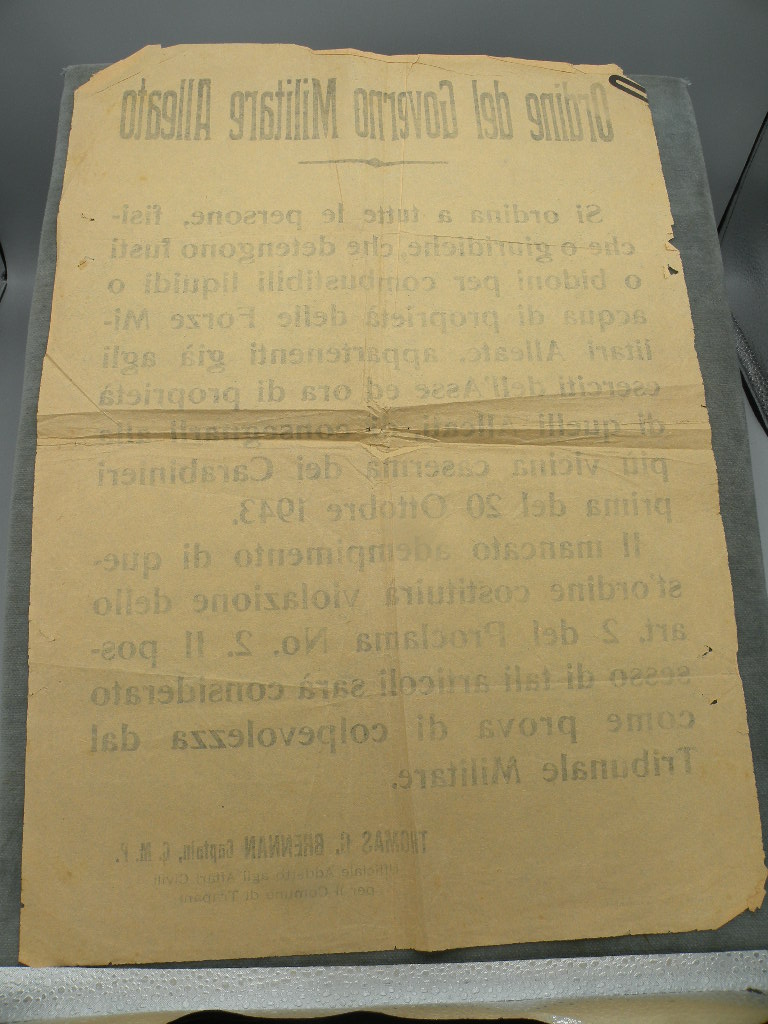 Ordine del Governo Militare Alleato
Si ordina a tutte le persone, fisi-
che o giuridiche, che detengono fusti
o bidoni per combustibili liquidi o
acqua di proprietà delle Forze Mi-
litari Alleate, appartenenti già agli
eserciti dell'Asse ed ora di proprietà
di quelli Alleati, di consegnarli alla
più vicina caserma dei Carabinieri
prima del 20 Ottobre 1943.
Il mancato adempimento di que-
st'ordine costituirà violazione dello
art. 2 del Proclama No. 2. Il pos-
sesso di tali articoli sarà considerato
come prova di colpevolezza dal
Tribunale Militare.
THOMAS G. BRENNAN Captain, C. M. P.
Ufficiale Addetto agli Affari Civili
per il Comune di Trapani